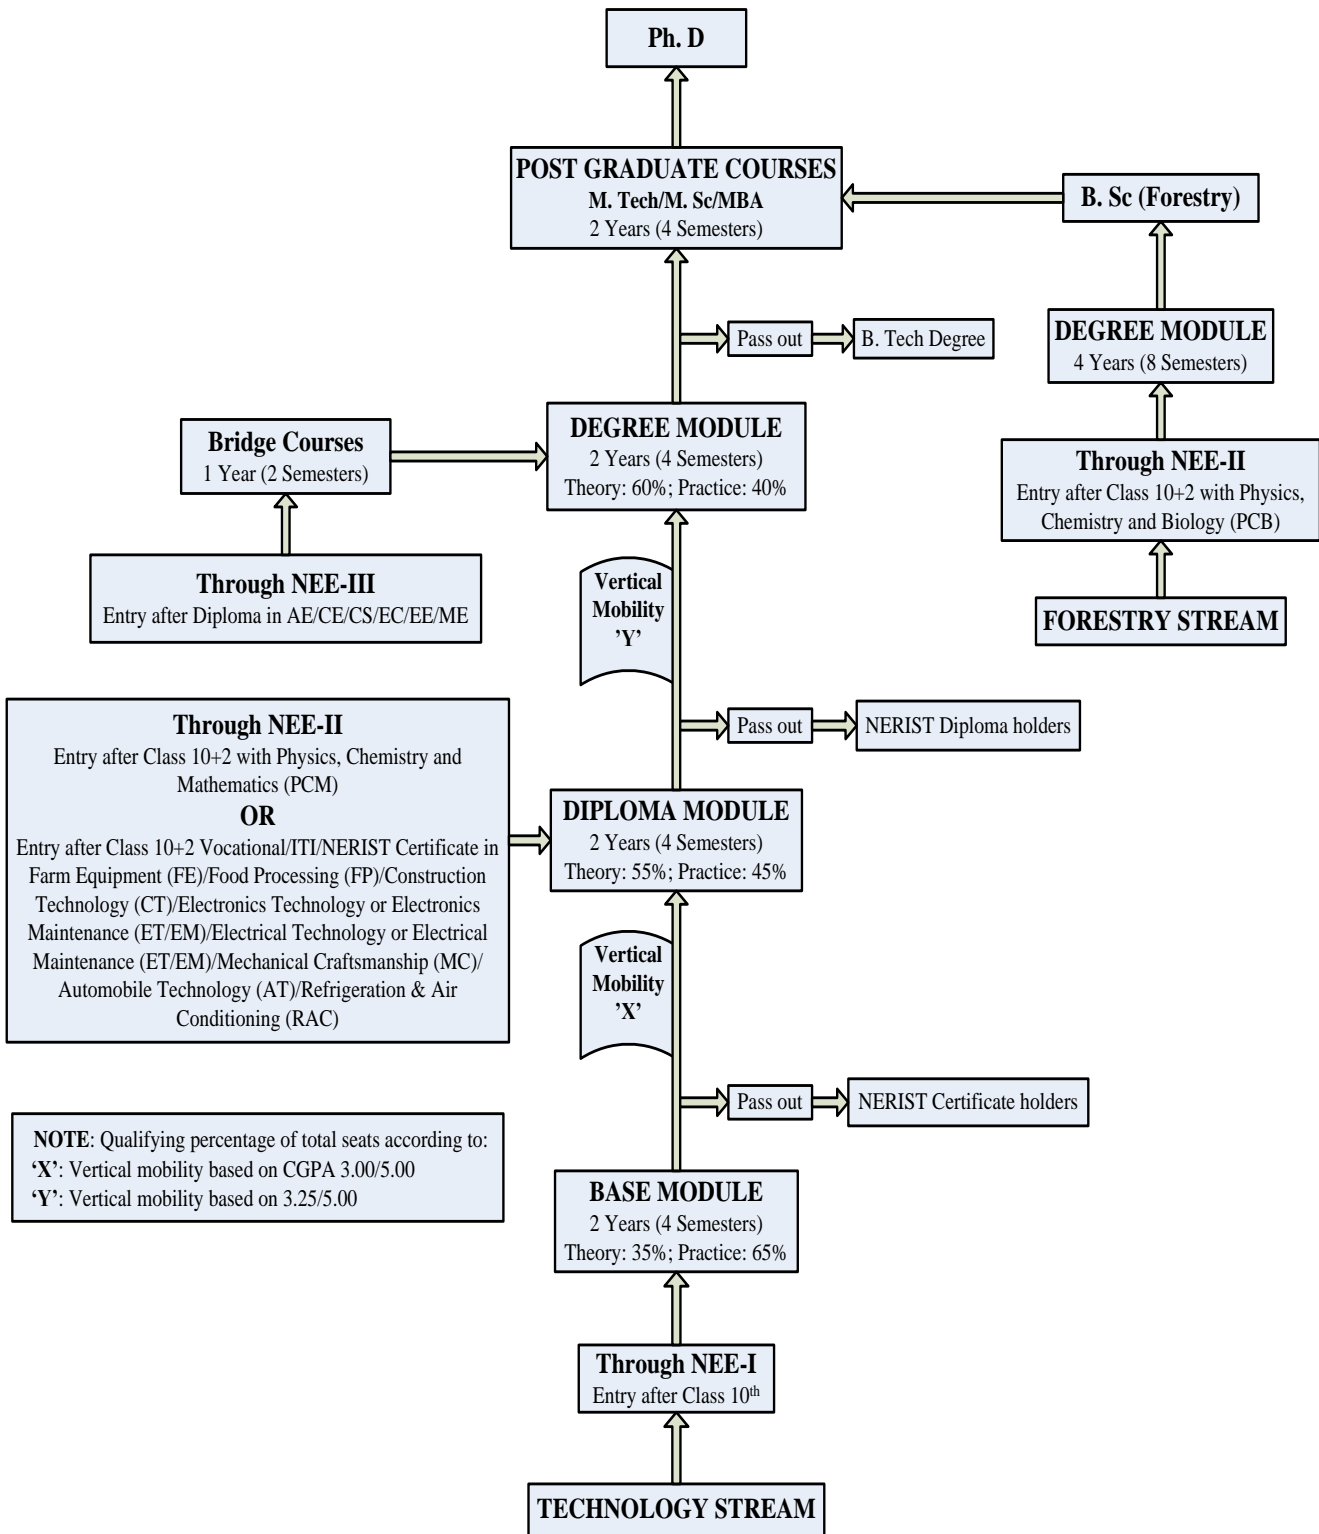 Ph. D
POST GRADUATE COURSES
M. Tech/M. Sc/MBA
2 Years (4 Semesters)
B. Sc (Forestry)
Pass out
B. Tech Degree
DEGREE MODULE
4 Years (8 Semesters)
Bridge Courses
1 Year (2 Semesters)
DEGREE MODULE
2 Years (4 Semesters)
Theory: 60%; Practice: 40%
Through NEE-II
Entry after Class 10+2 with Physics,
Chemistry and Biology (PCB)
Through NEE-III
Entry after Diploma in AE/CE/CS/EC/EE/ME
Vertical
Mobility
’Y’
FORESTRY STREAM
Through NEE-II
Entry after Class 10+2 with Physics, Chemistry and
Mathematics (PCM)
OR
Entry after Class 10+2 Vocational/ITI/NERIST Certificate in
Farm Equipment (FE)/Food Processing (FP)/Construction
Technology (CT)/Electronics Technology or Electronics
Maintenance (ET/EM)/Electrical Technology or Electrical
Maintenance (ET/EM)/Mechanical Craftsmanship (MC)/
Automobile Technology (AT)/Refrigeration & Air
Conditioning (RAC)
Pass out
NERIST Diploma holders
DIPLOMA MODULE
2 Years (4 Semesters)
Theory: 55%; Practice: 45%
Vertical
Mobility
’X’
Pass out
NERIST Certificate holders
NOTE: Qualifying percentage of total seats according to:
‘X’: Vertical mobility based on CGPA 3.00/5.00
‘Y’: Vertical mobility based on 3.25/5.00
BASE MODULE
2 Years (4 Semesters)
Theory: 35%; Practice: 65%
Through NEE-I
Entry after Class 10th
TECHNOLOGY STREAM